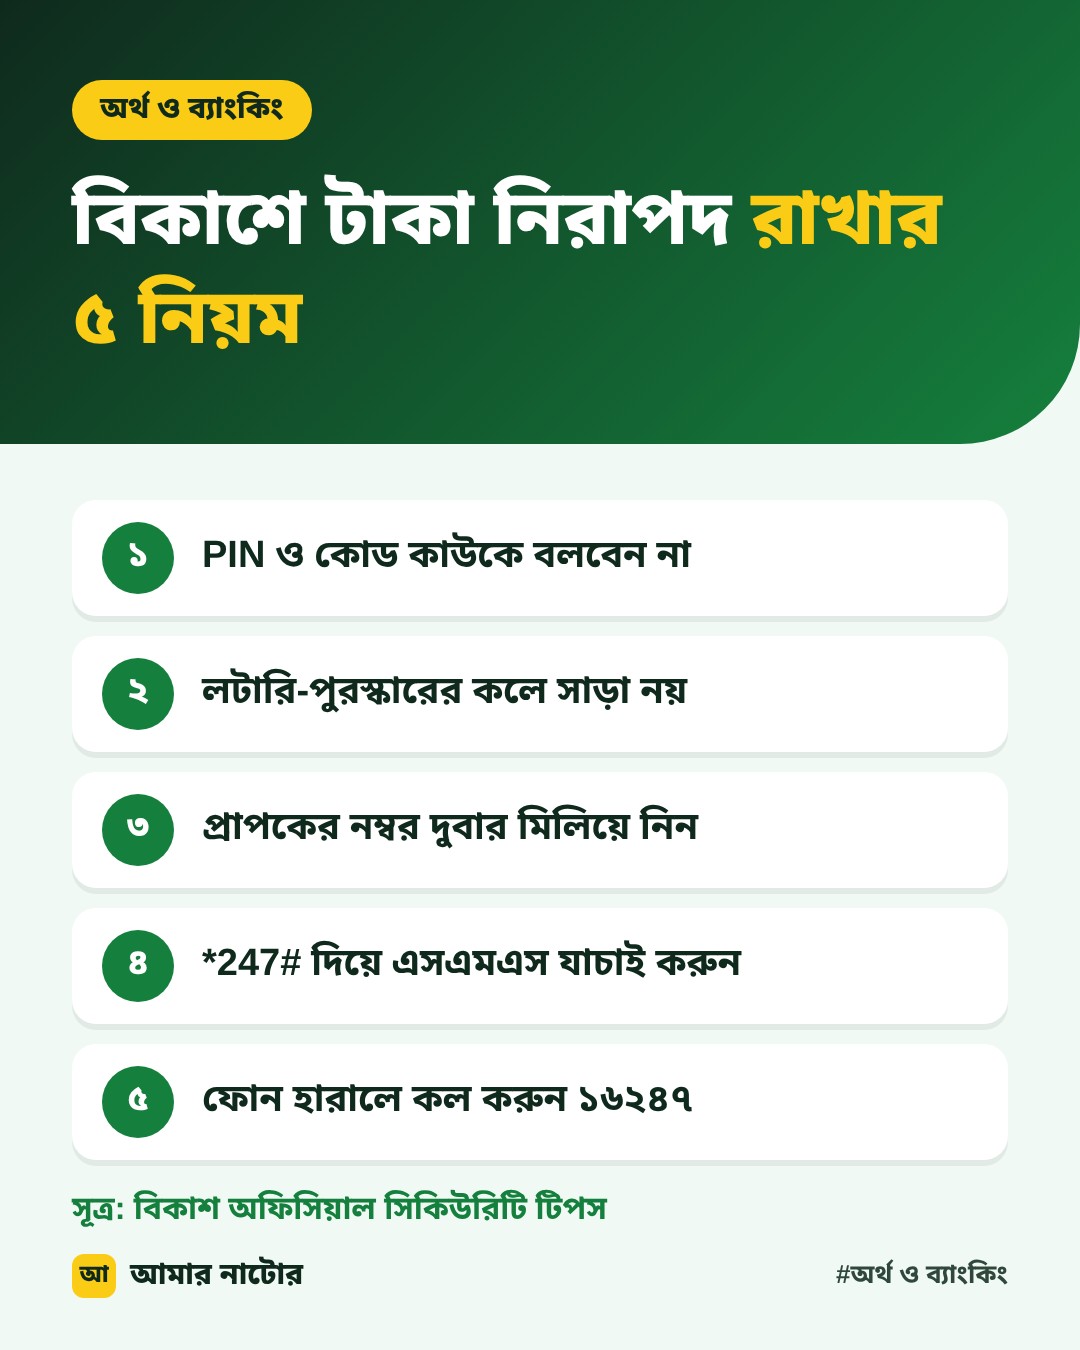 অর্থ ও ব্যাংকিং
বিকাশে টাকা নিরাপদ রাখার
৫ নিয়ম
১ PIN ও কোড কাউকে বলবেন না
২ লটারি-পুরস্কারের কলে সাড়া নয়
৩ প্রাপকের নম্বর দুবার মিলিয়ে নিন
৪ *247# দিয়ে এসএমএস যাচাই করুন
৫ ফোন হারালে কল করুন ১৬২৪৭
সূত্র: বিকাশ অফিসিয়াল সিকিউরিটি টিপস
আ আমার নাটোর #অর্থ ও ব্যাংকিং